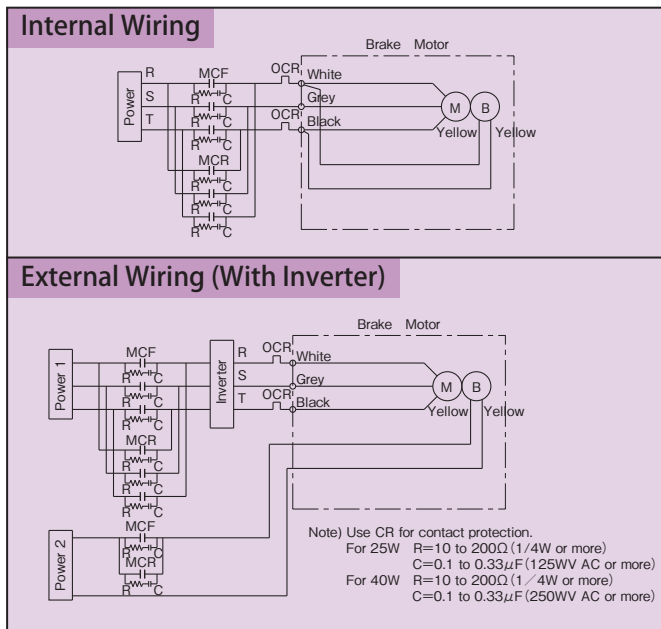 Internal Wiring
Brake Motor
R MCF OCR White
R C
S Grey
Power
R C
T OCR Black
R C
M B
Yellow Yellow
MCR
R C
R C
R C
External Wiring (With Inverter)
Brake Motor
MCF R OCR White
R C
Power 1
S Grey
R C
Inverter
T OCR Black
R C
M B
Yellow Yellow
MCR
R C
R C
R C
MCF
R C
Power 2
MCR
R C
Note) Use CR for contact protection.
For 25W R=10 to 200Ω(1/4W or more)
C=0.1 to 0.33μF(125WV AC or more)
For 40W R=10 to 200Ω(1／4W or more)
C=0.1 to 0.33μF(250WV AC or more)